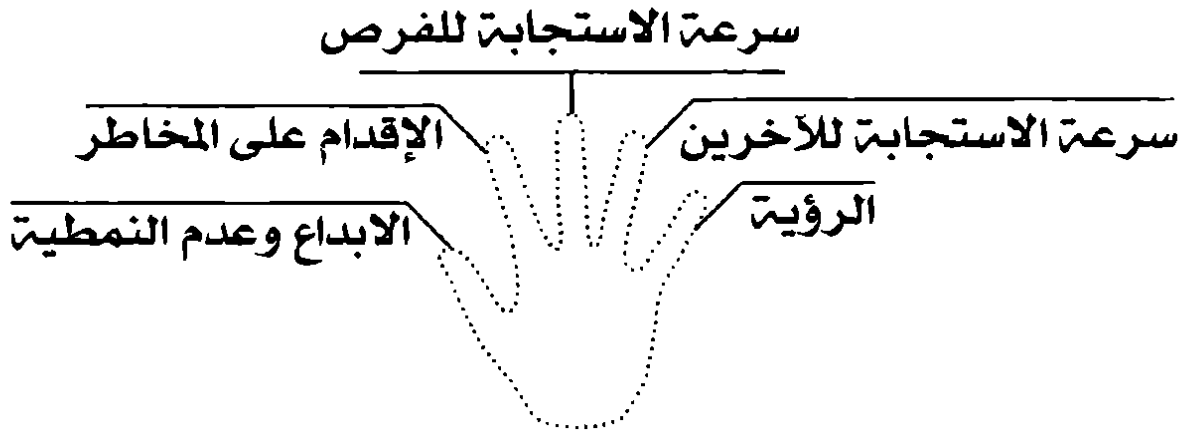 سرعة الاستجابة للفرص
سرعة الاستجابة للآخرين
الإقدام على المخاطر
الرؤية
الابداع وعدم النمطية